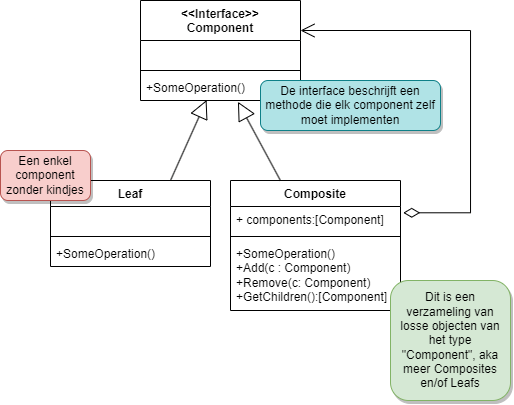 <<Interface>>
Component
+SomeOperation()
De interface beschrijft een
methode die elk component zelf
moet implementen
Een enkel
component
zonder kindjes
Leaf
+SomeOperation()
Composite
+ components:[Component]
+SomeOperation()
+Add(c : Component)
+Remove(c: Component)
+GetChildren():[Component]
Dit is een
verzameling van
losse objecten van
het type
"Component", aka
meer Composites
en/of Leafs